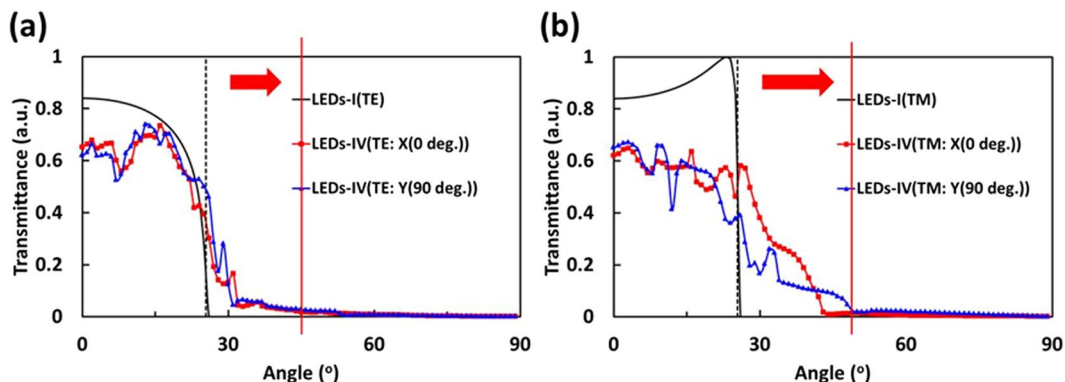 (a)
Transmittance (a.u.)
1
0.8
0.6
0.4
0.2
0
LEDs-I(TE)
LEDs-IV(TE: X(0 deg.))
LEDs-IV(TE: Y(90 deg.))
0
30
60
90
Angle (°)
(b)
Transmittance (a.u.)
1
0.8
0.6
0.4
0.2
0
LEDs-I(TM)
LEDs-IV(TM: X(0 deg.))
LEDs-IV(TM: Y(90 deg.))
0
30
60
90
Angle (°)